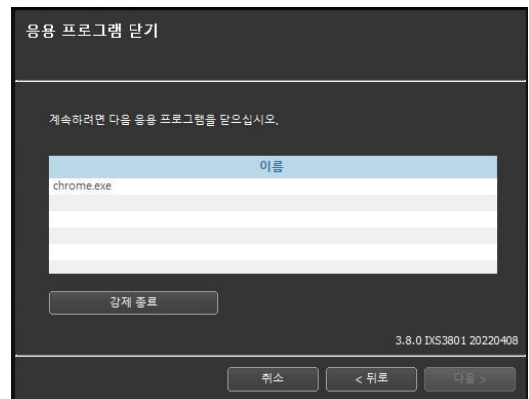 응용 프로그램 닫기
계속하려면 다음 응용 프로그램을 닫으십시오.
이름
chrome.exe
강제 종료
3.8.0 IXS3801 20220408
취소
< 뒤로
다음 >